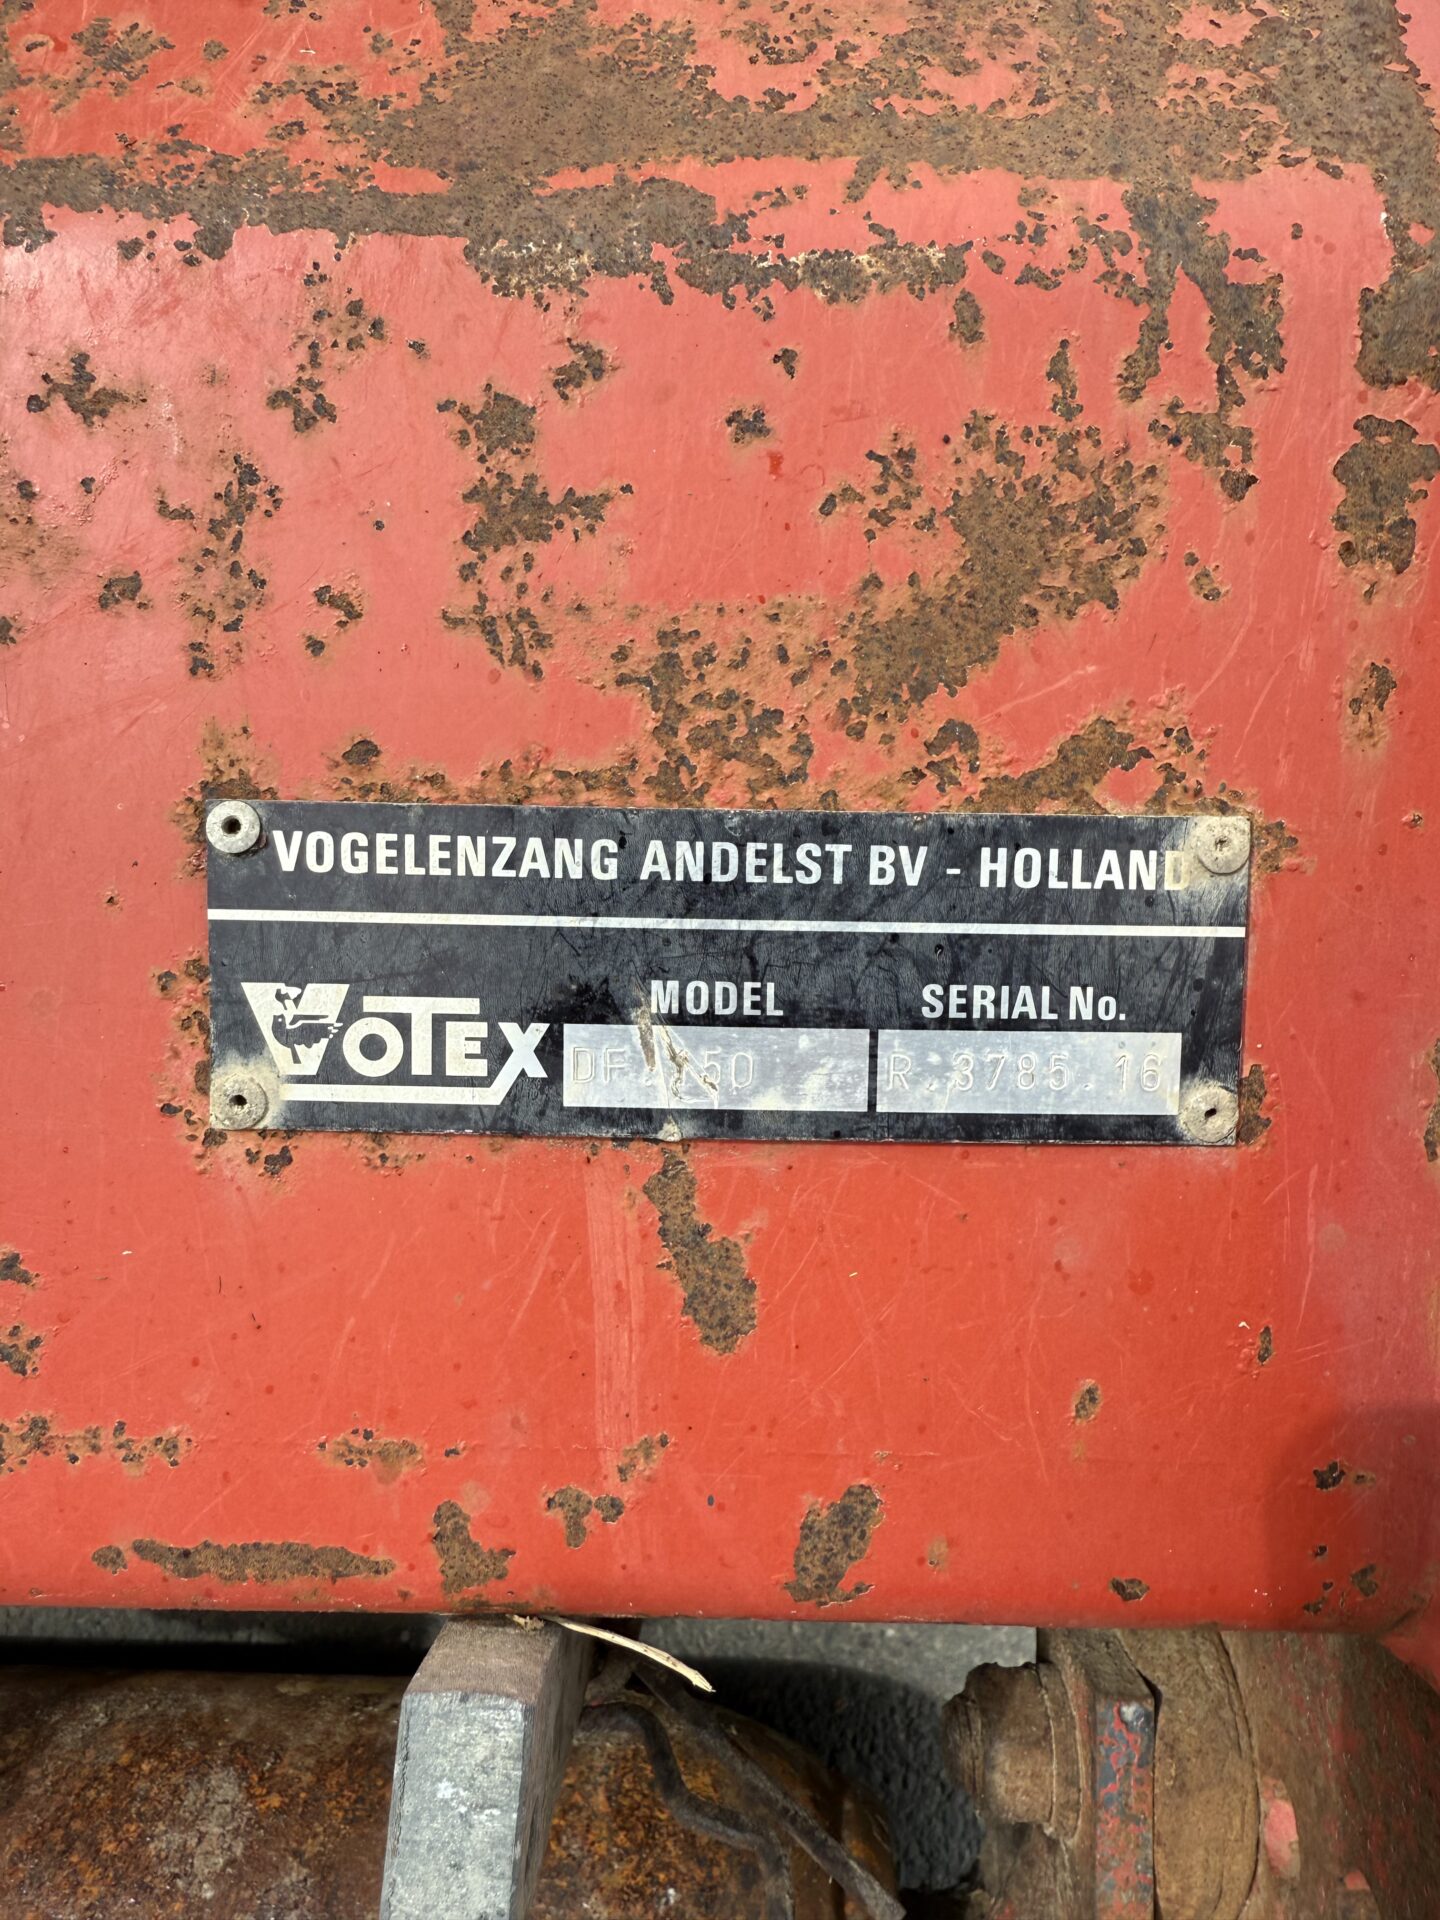 VOGELENZANG ANDELST BV - HOLLAND
VOTEX
MODEL
SERIAL No.
R.3785.16